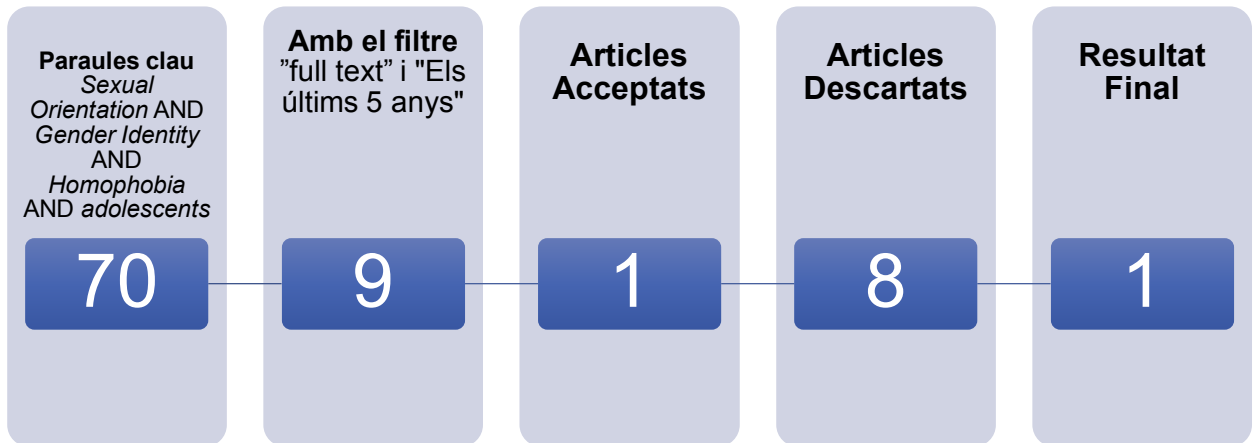 Paraules clau
Sexual
Orientation AND
Gender Identity
AND
Homophobia
AND adolescents
70
Amb el filtre
”full text” i "Els
últims 5 anys"
9
Articles
Acceptats
1
Articles
Descartats
8
Resultat
Final
1